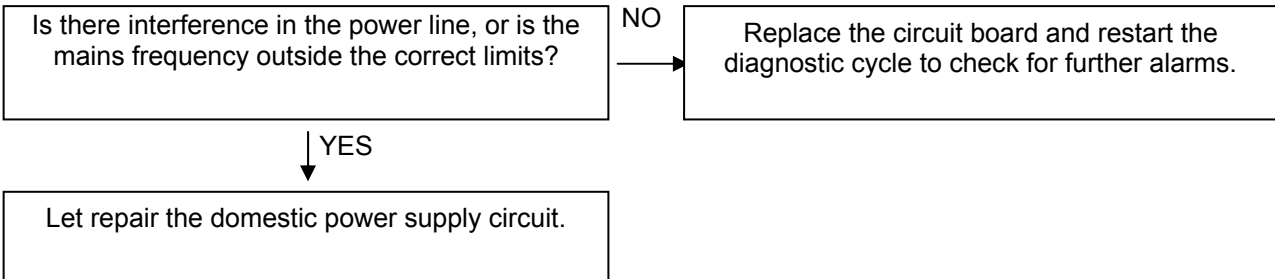 Is there interference in the power line, or is the
mains frequency outside the correct limits?
NO
Replace the circuit board and restart the
diagnostic cycle to check for further alarms.
YES
Let repair the domestic power supply circuit.